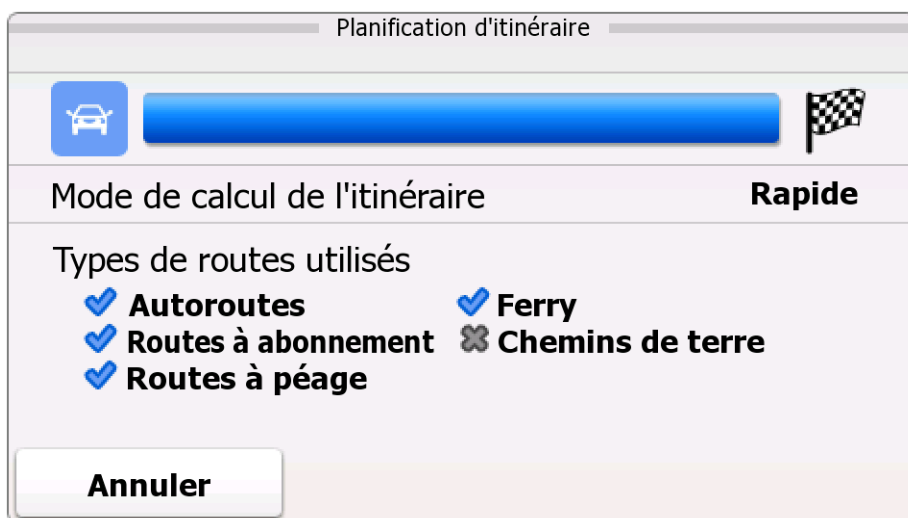 Planification d'itinéraire
Mode de calcul de l'itinéraire Rapide
Types de routes utilisés
Autoroutes Ferry
Routes à abonnement Chemins de terre
Routes à péage
Annuler